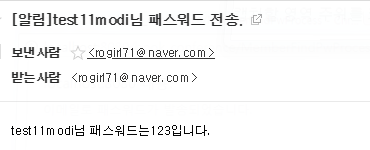 [알림]test11modi님 패스워드 전송.
보낸사람 ☆<rogirl71@naver.com>
받는사람 <rogirl71@naver.com>
test11modi님 패스워드는123입니다.